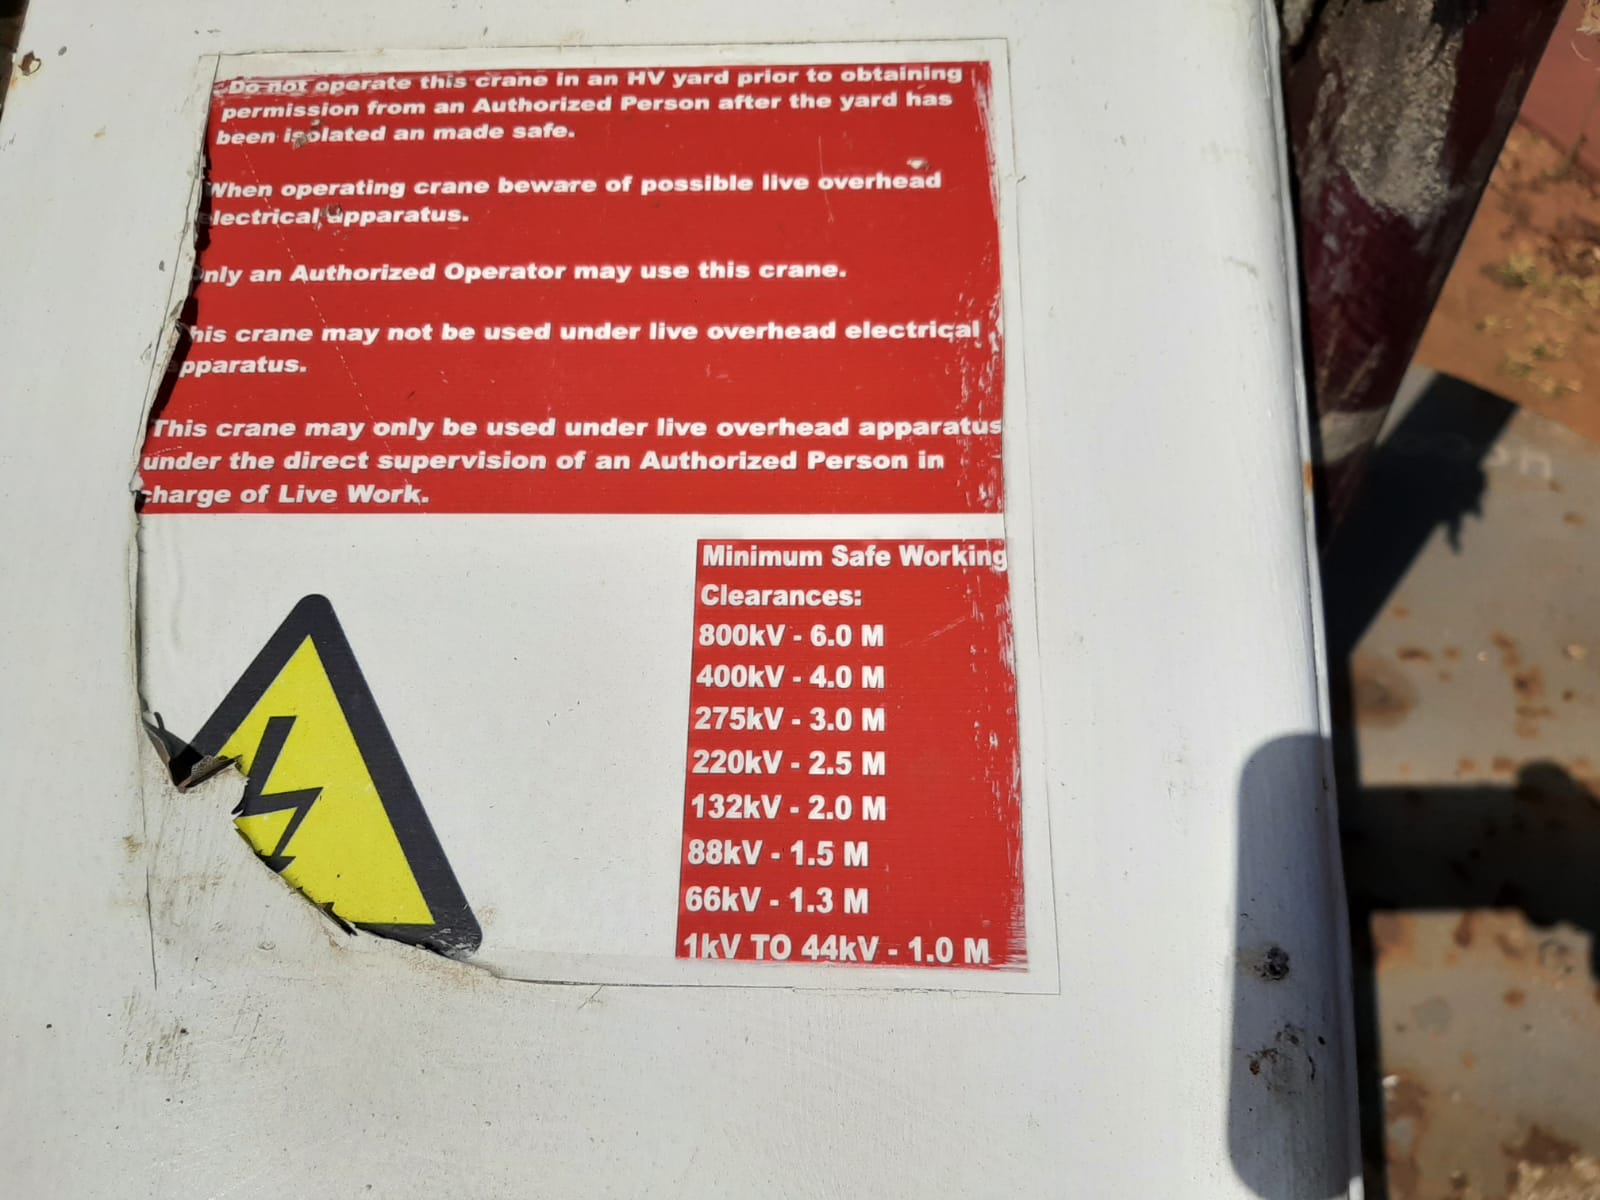 Do not operate this crane in an HV yard prior to obtaining
permission from an Authorized Person after the yard has
been isolated an made safe.
When operating crane beware of possible live overhead
electrical apparatus.
Only an Authorized Operator may use this crane.
This crane may not be used under live overhead electrical
apparatus.
This crane may only be used under live overhead apparatus
under the direct supervision of an Authorized Person in
charge of Live Work.
Minimum Safe Working
Clearances:
800kV - 6.0 M
400kV - 4.0 M
275kV - 3.0 M
220kV - 2.5 M
132kV - 2.0 M
88kV - 1.5 M
66kV - 1.3 M
1kV TO 44kV - 1.0 M